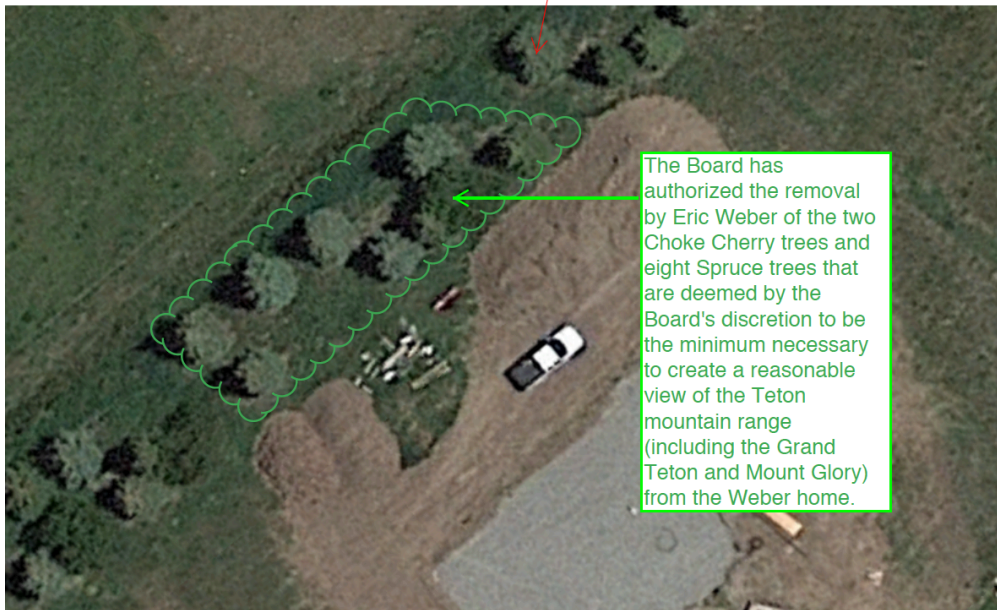 The Board has
authorized the removal
by Eric Weber of the two
Choke Cherry trees and
eight Spruce trees that
are deemed by the
Board's discretion to be
the minimum necessary
to create a reasonable
view of the Teton
mountain range
(including the Grand
Teton and Mount Glory)
from the Weber home.